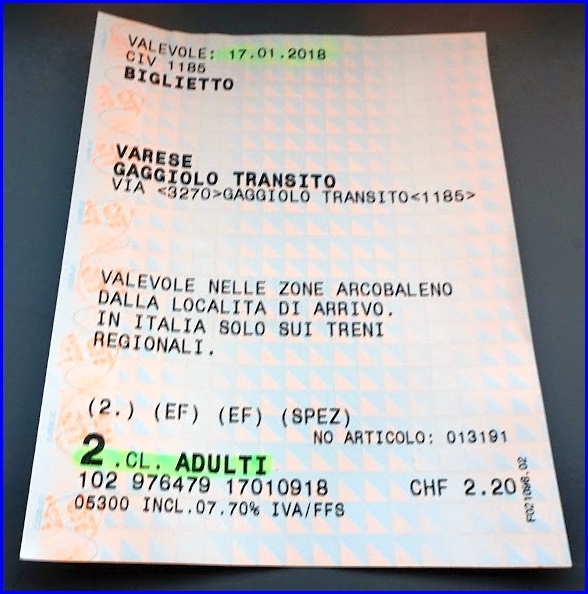 VALEVOLE: 17.01.2018
CIV 1185
BIGLIETTO
VARESE
GAGGIOLO TRANSITO
VIA <3270>GAGGIOLO TRANSITO<1185>
VALEVOLE NELLE ZONE ARCOBALENO
DALLA LOCALITA DI ARRIVO.
IN ITALIA SOLO SUI TRENI
REGIONALI.
(2.) (EF) (EF) (SPEZ)
NO ARTICOLO: 013191
2.CL. ADULTI
102 976479 17010918 CHF 2.20
05300 INCL.07.70% IVA/FFS
F021096.02